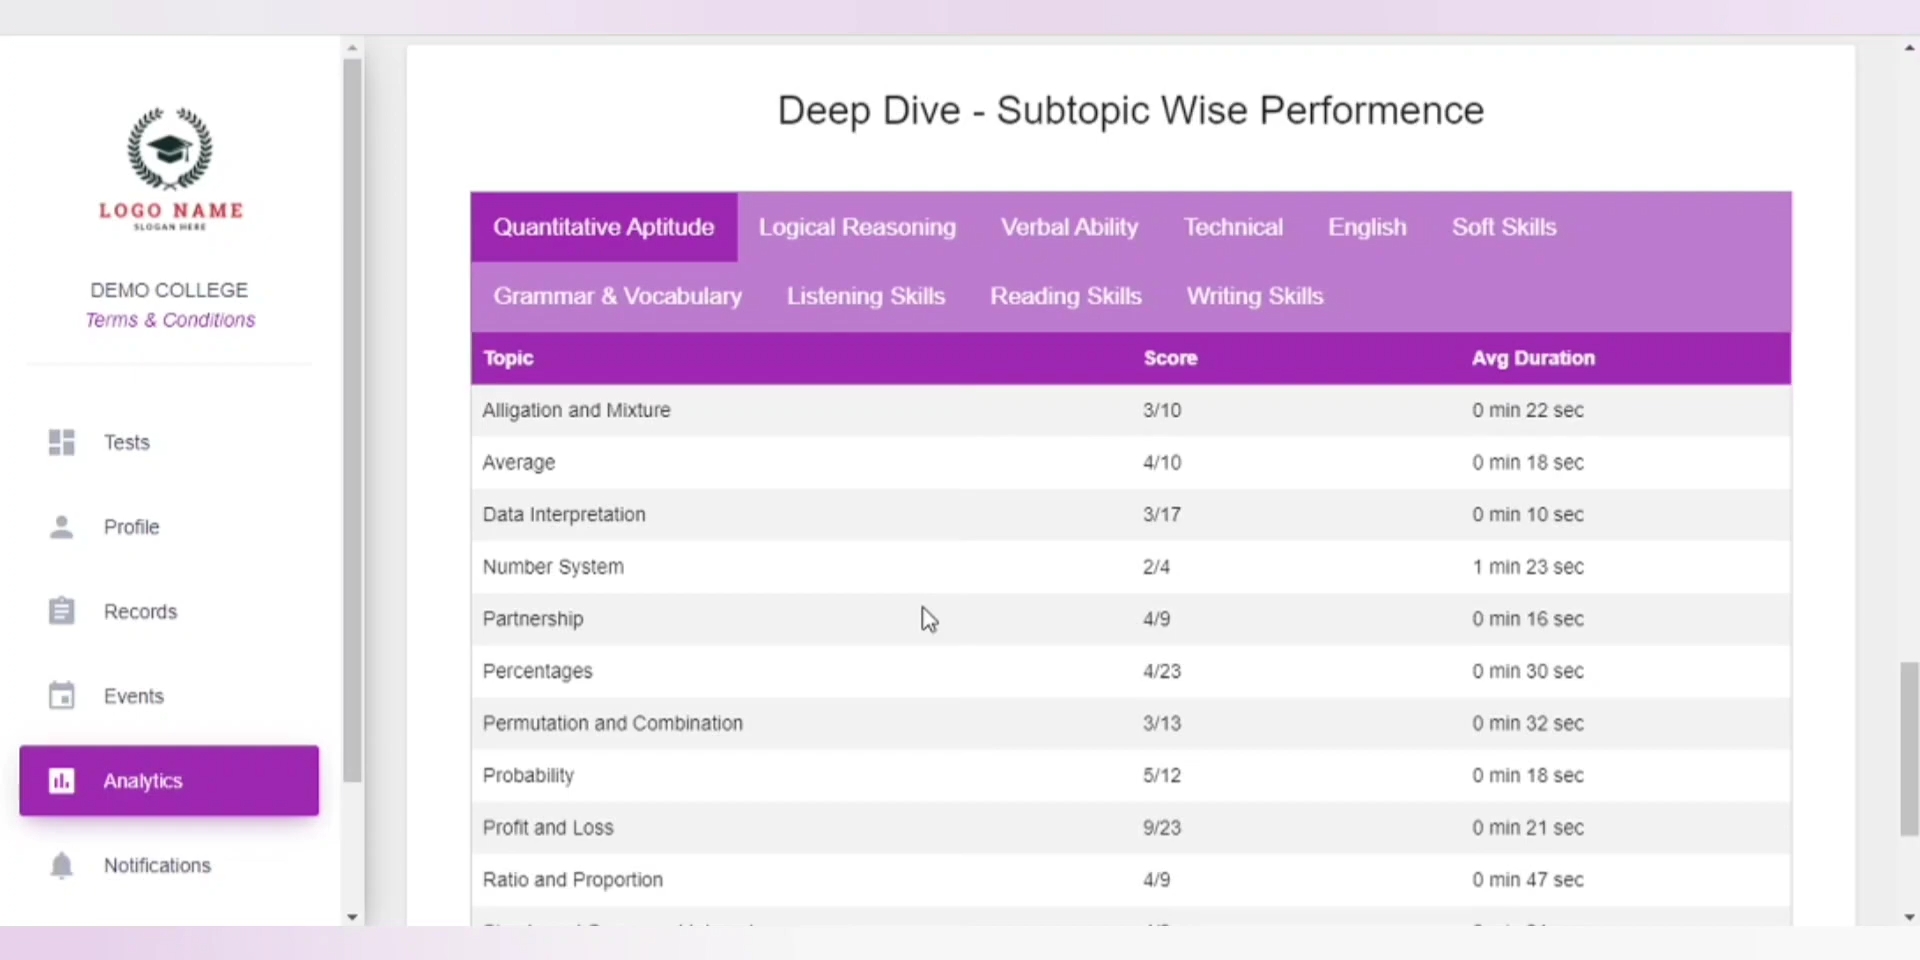 LOGO NAME
SLOGAN HERE
DEMO COLLEGE
Terms & Conditions
Tests
Profile
Records
Events
Analytics
Notifications
Deep Dive - Subtopic Wise Performence
Quantitative Aptitude Logical Reasoning Verbal Ability Technical English Soft Skills
Grammar & Vocabulary Listening Skills Reading Skills Writing Skills
Topic Score Avg Duration
Alligation and Mixture 3/10 0 min 22 sec
Average 4/10 0 min 18 sec
Data Interpretation 3/17 0 min 10 sec
Number System 2/4 1 min 23 sec
Partnership 4/9 0 min 16 sec
Percentages 4/23 0 min 30 sec
Permutation and Combination 3/13 0 min 32 sec
Probability 5/12 0 min 18 sec
Profit and Loss 9/23 0 min 21 sec
Ratio and Proportion 4/9 0 min 47 sec